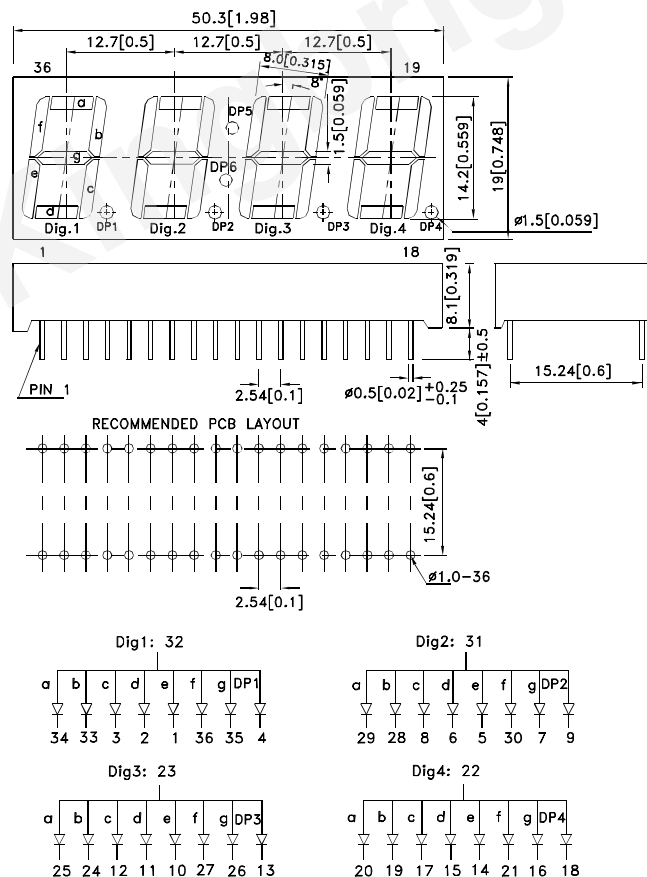 50.3[1.98]
12.7[0.5] 12.7[0.5] 12.7[0.5]
8.0[0.315]
36 19
8°
a
DP5
f b
1.5[0.059]
g
14.2[0.559]
19[0.748]
DP6
e c
d
DP1 DP2 DP3 DP4
Dig.1 Dig.2 Dig.3 Dig.4
ø1.5[0.059]
1 18
8.1[0.319]
4[0.157]±0.5
PIN 1
2.54[0.1]
ø0.5[0.02]+0.25 −0.1
15.24[0.6]
RECOMMENDED PCB LAYOUT
15.24[0.6]
ø1.0−36
2.54[0.1]
Dig1: 32
a b c d e f g DP1
34 33 3 2 1 36 35 4
Dig2: 31
a b c d e f g DP2
29 28 8 6 5 30 7 9
Dig3: 23
a b c d e f g DP3
25 24 12 11 10 27 26 13
Dig4: 22
a b c d e f g DP4
20 19 17 15 14 21 16 18
Kingbrig